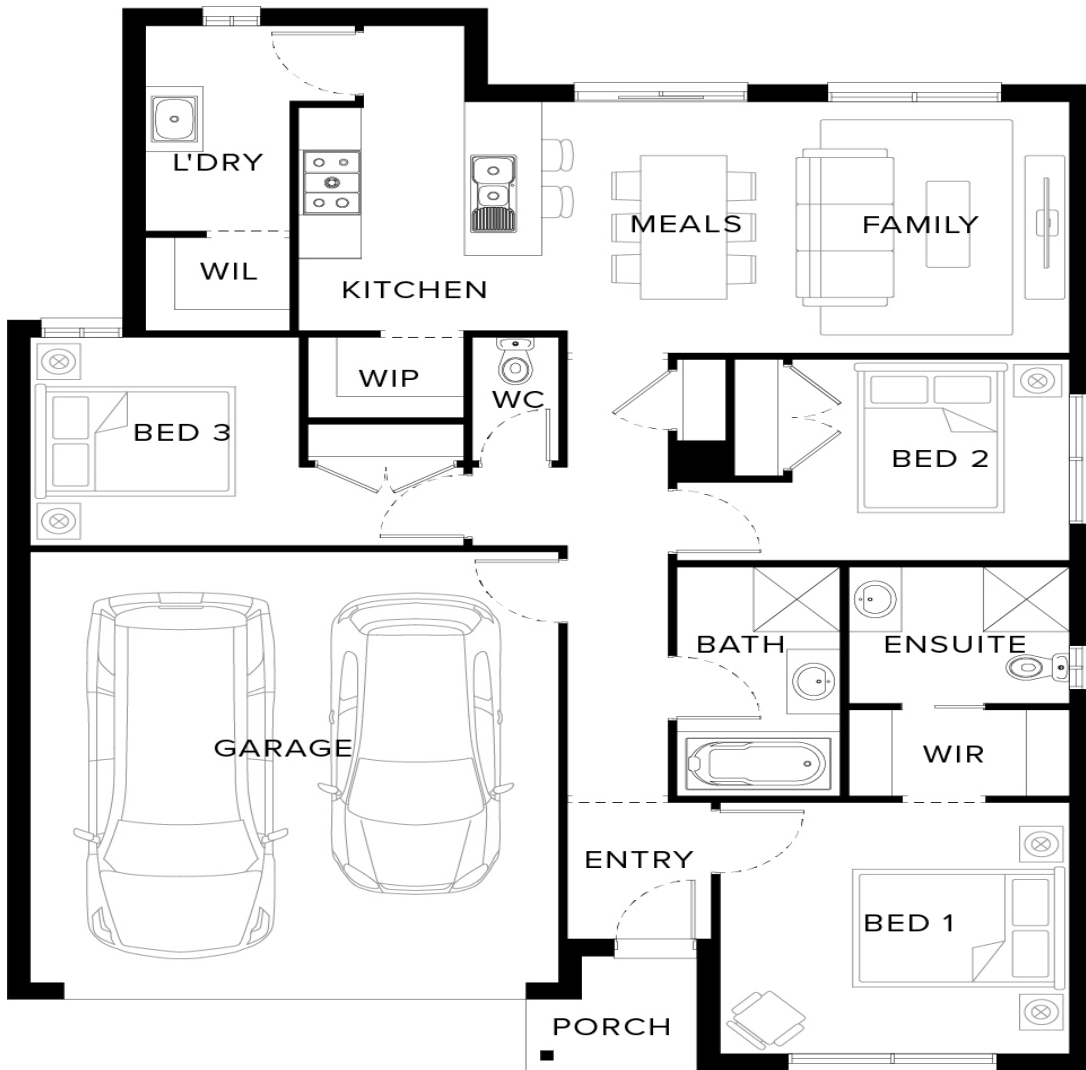 L'DRY
WIL
KITCHEN
MEALS
FAMILY
WIP
WC
BED 3
BED 2
BATH
ENSUITE
GARAGE
WIR
ENTRY
BED 1
PORCH